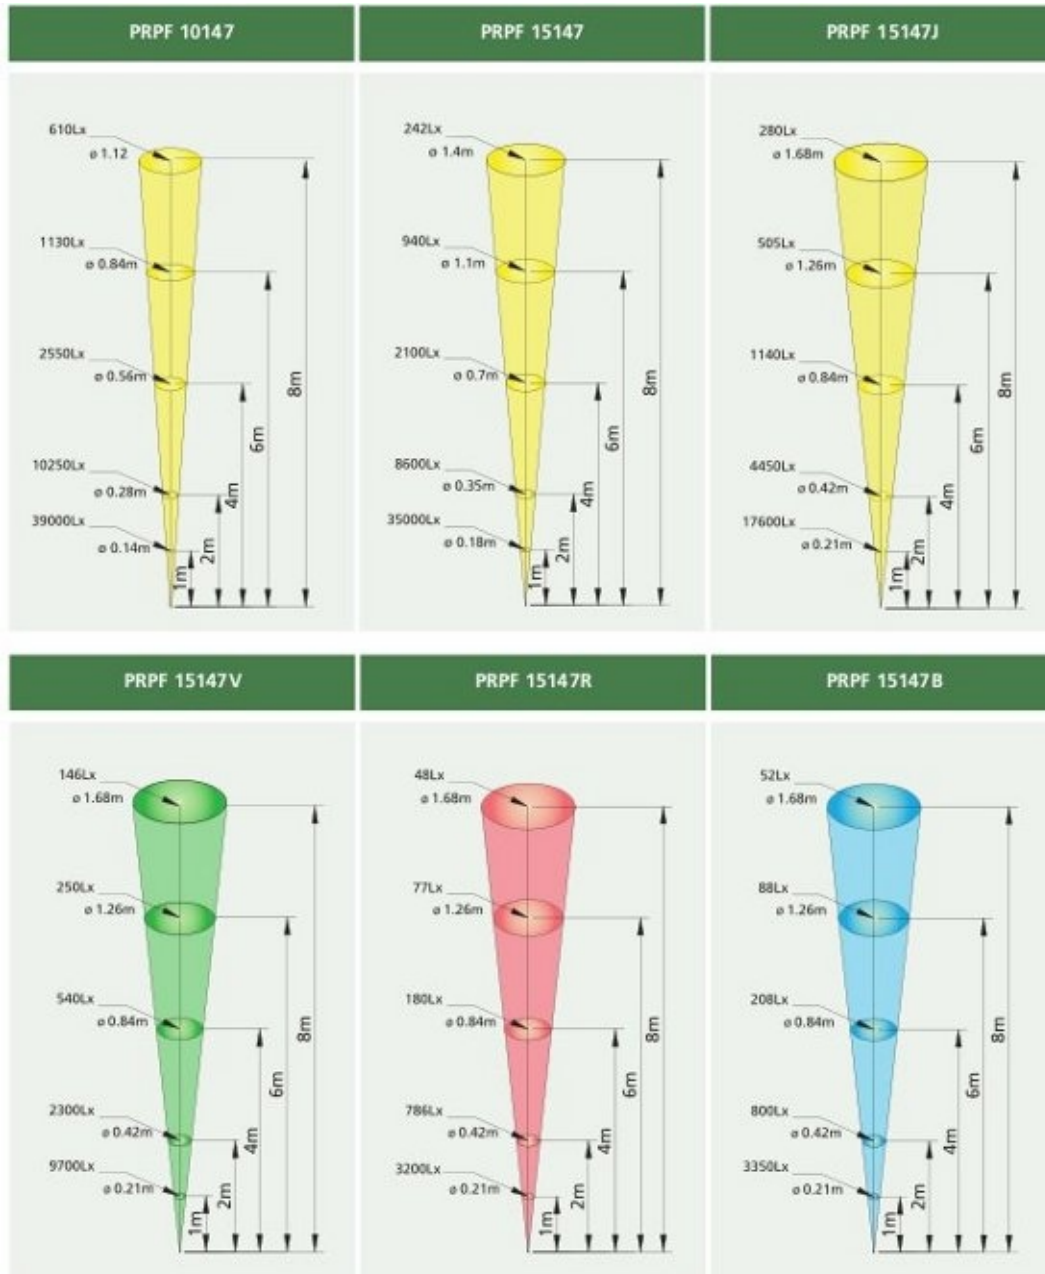 PRPF 10147
PRPF 15147
PRPF 15147J
610Lx
ø 1.12
1130Lx
ø 0.84m
2550Lx
ø 0.56m
10250Lx
ø 0.28m
39000Lx
ø 0.14m
1m
2m
4m
6m
8m
242Lx
ø 1.4m
940Lx
ø 1.1m
2100Lx
ø 0.7m
8600Lx
ø 0.35m
35000Lx
ø 0.18m
1m
2m
4m
6m
8m
280Lx
ø 1.68m
505Lx
ø 1.26m
1140Lx
ø 0.84m
4450Lx
ø 0.42m
17600Lx
ø 0.21m
1m
2m
4m
6m
8m
PRPF 15147V
PRPF 15147R
PRPF 15147B
146Lx
ø 1.68m
250Lx
ø 1.26m
540Lx
ø 0.84m
2300Lx
ø 0.42m
9700Lx
ø 0.21m
1m
2m
4m
6m
8m
48Lx
ø 1.68m
77Lx
ø 1.26m
180Lx
ø 0.84m
786Lx
ø 0.42m
3200Lx
ø 0.21m
1m
2m
4m
6m
8m
52Lx
ø 1.68m
88Lx
ø 1.26m
208Lx
ø 0.84m
800Lx
ø 0.42m
3350Lx
ø 0.21m
1m
2m
4m
6m
8m